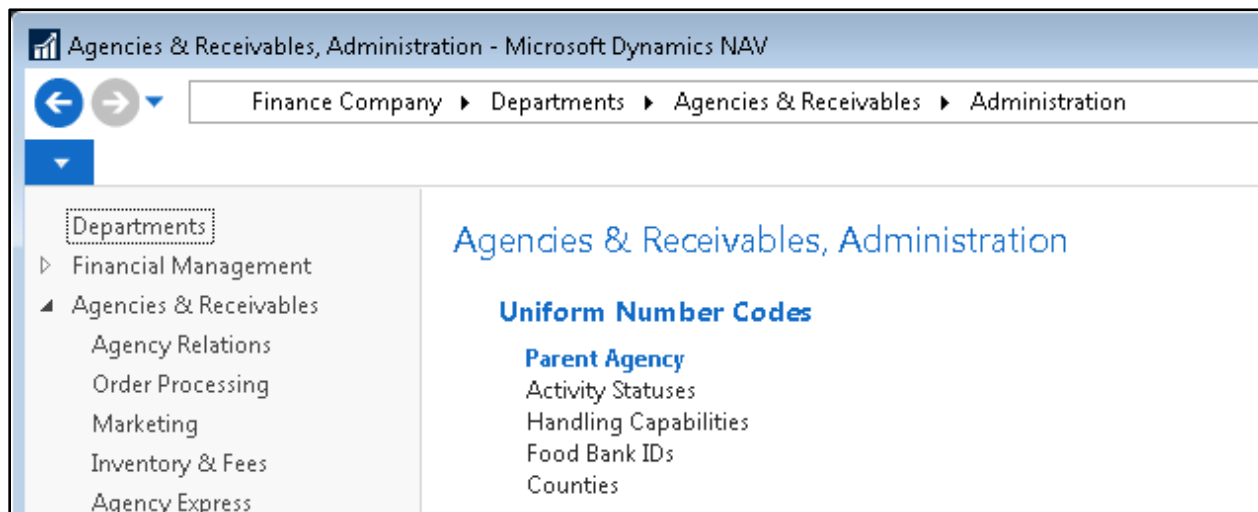 Agencies & Receivables, Administration - Microsoft Dynamics NAV
Finance Company ▸ Departments ▸ Agencies & Receivables ▸ Administration
Departments
Financial Management
Agencies & Receivables
Agency Relations
Order Processing
Marketing
Inventory & Fees
Agency Express
Agencies & Receivables, Administration
Uniform Number Codes
Parent Agency
Activity Statuses
Handling Capabilities
Food Bank IDs
Counties